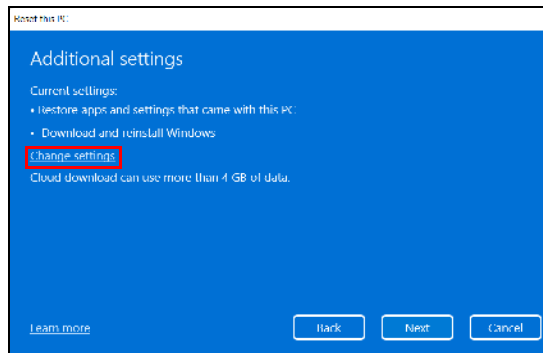 Reset this PC
Additional settings
Current settings:
• Restore apps and settings that came with this PC
• Download and reinstall Windows
Change settings
Cloud download can use more than 4 GB of data.
Learn more
Back
Next
Cancel